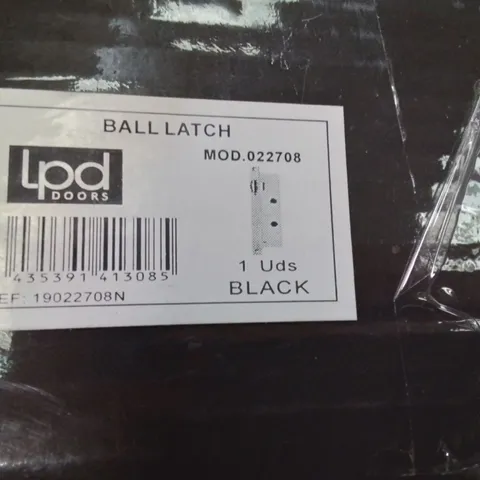 BALL LATCH
lpd
DOORS
MOD.022708
435391 413085
EF: 19022708N
1 Uds
BLACK